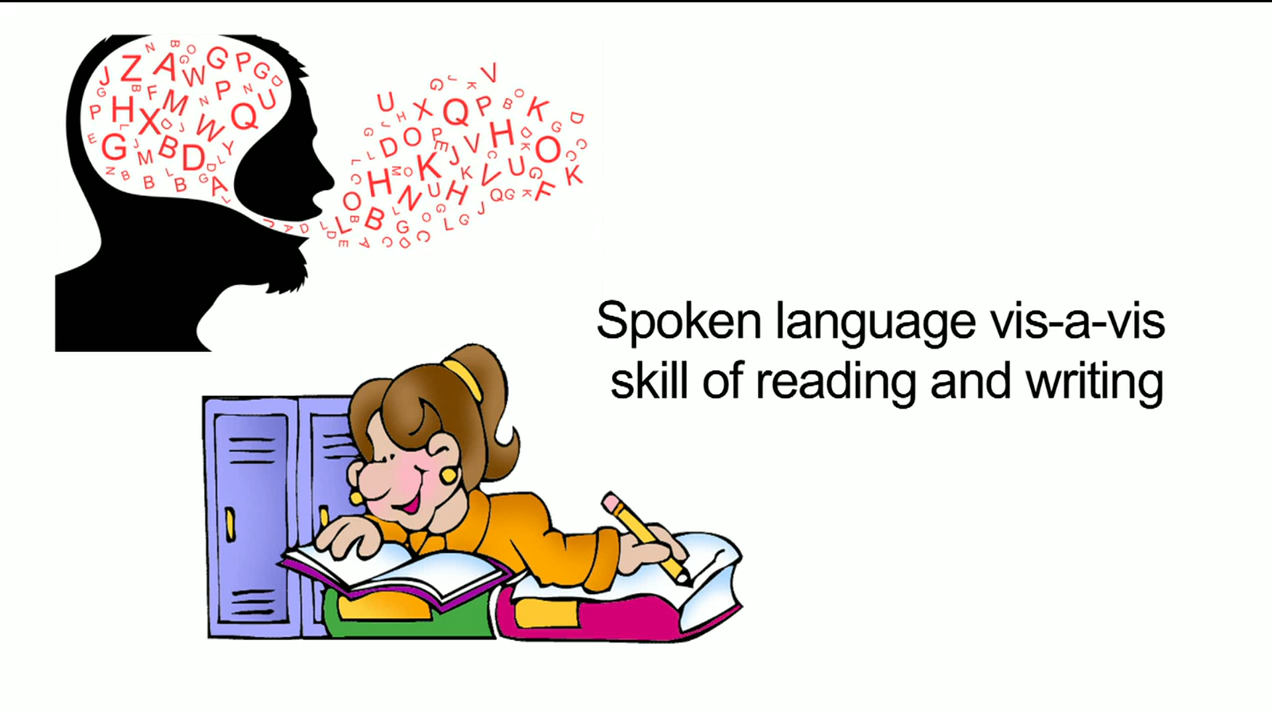 Spoken language vis-a-vis
skill of reading and writing